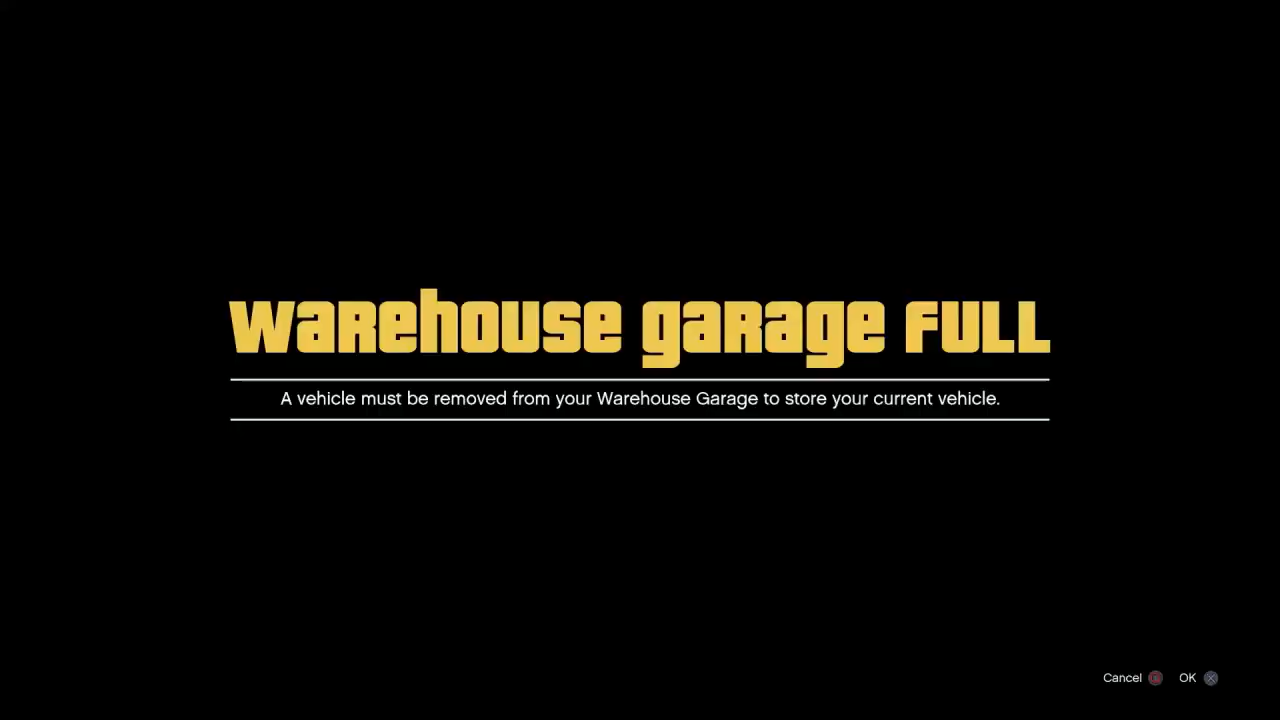 warehouse garage FULL
A vehicle must be removed from your Warehouse Garage to store your current vehicle.
Cancel OK